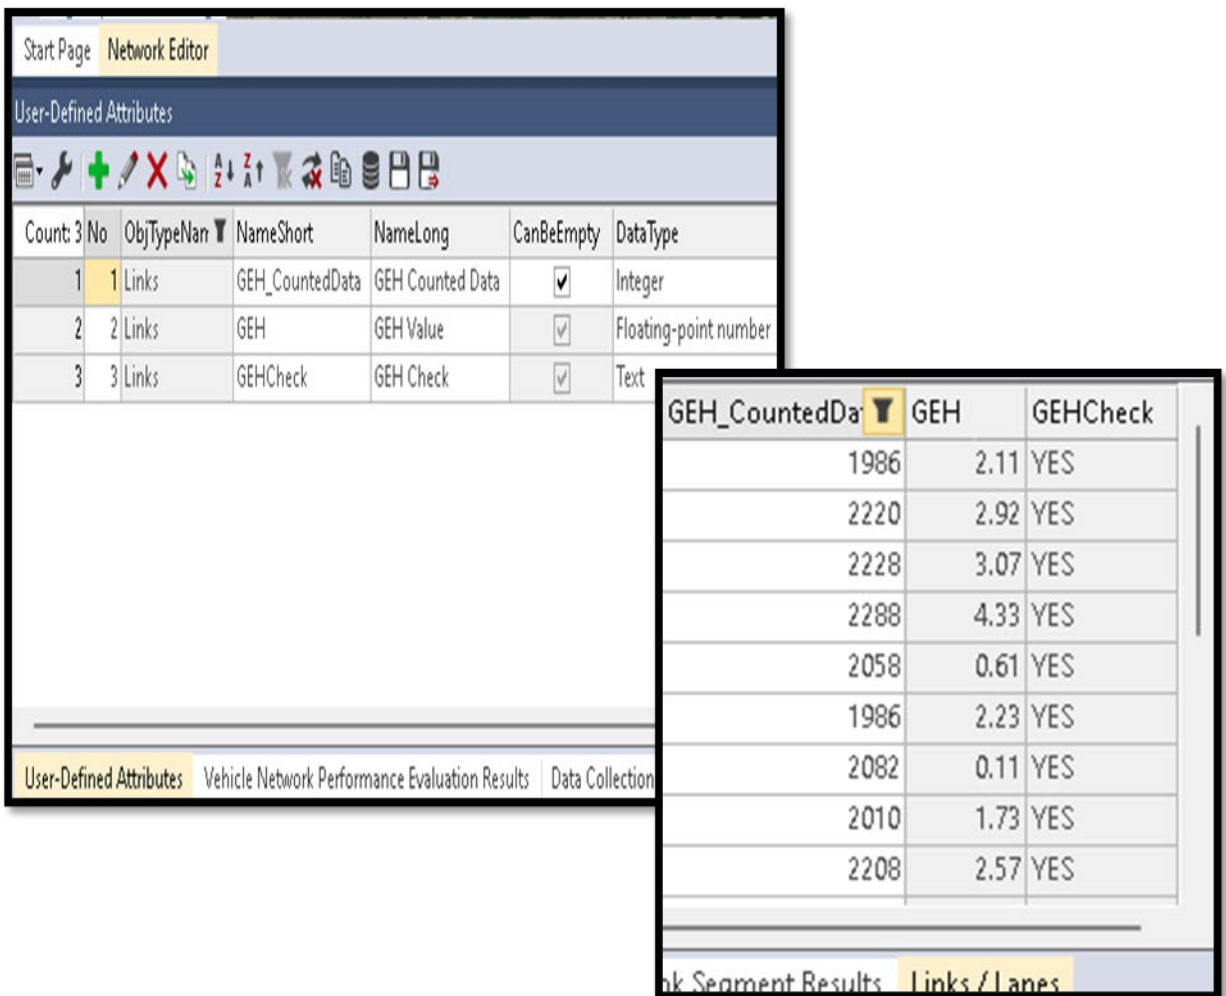 Start Page Network Editor
User-Defined Attributes
Count: 3 No ObjTypeNam NameShort NameLong CanBeEmpty DataType
1 1 Links GEH_CountedData GEH Counted Data Integer
2 2 Links GEH GEH Value Floating-point number
3 3 Links GEHCheck GEH Check Text
User-Defined Attributes Vehicle Network Performance Evaluation Results Data Collection
GEH_CountedDat GEH GEHCheck
1986 2.11 YES
2220 2.92 YES
2228 3.07 YES
2288 4.33 YES
2058 0.61 YES
1986 2.23 YES
2082 0.11 YES
2010 1.73 YES
2208 2.57 YES
nk Segment Results Links / Lanes